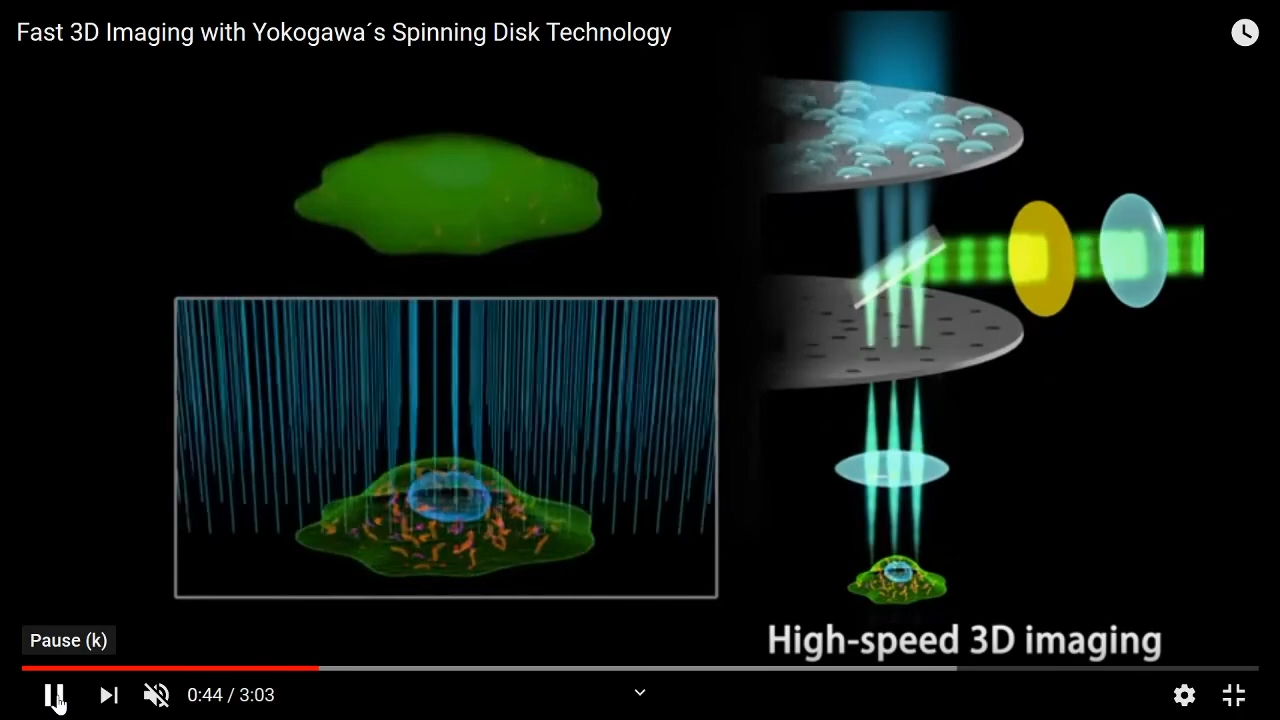 Fast 3D Imaging with Yokogawa´s Spinning Disk Technology
High-speed 3D imaging
Pause (k)
0:44 / 3:03